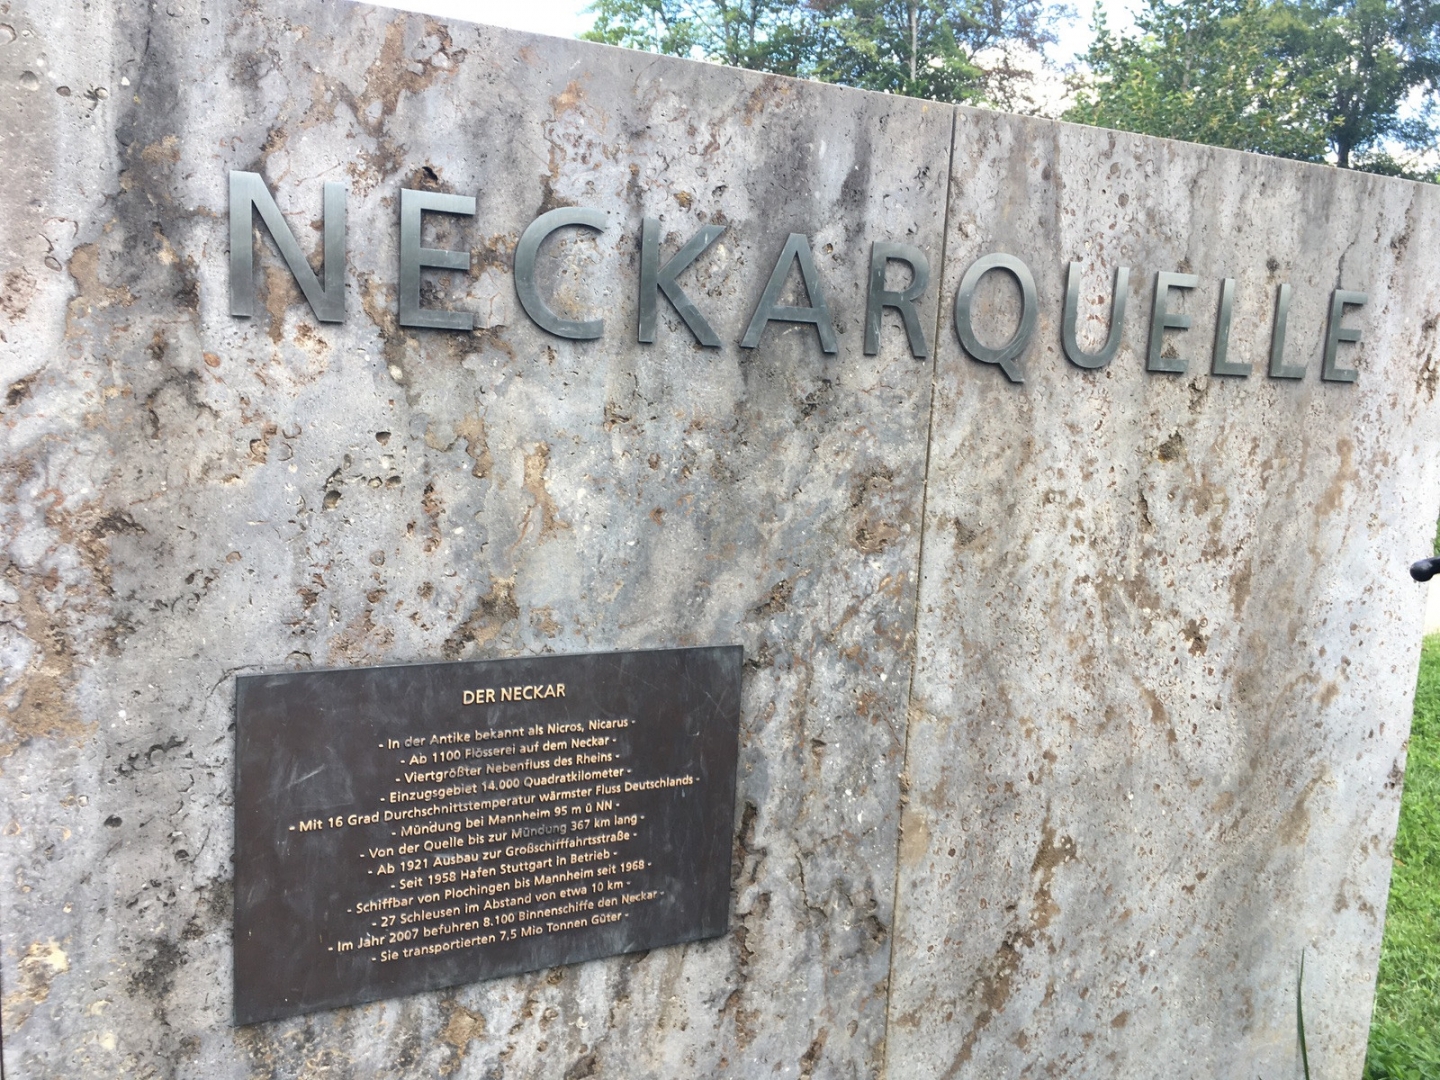 NECKARQUELLE
DER NECKAR
- In der Antike bekannt als Nicros, Nicarus -
- Ab 1100 Flösserei auf dem Neckar -
- Viertgrößter Nebenfluss des Rheins -
- Einzugsgebiet 14.000 Quadratkilometer -
- Mit 16 Grad Durchschnittstemperatur wärmster Fluss Deutschlands -
- Mündung bei Mannheim 95 m ü NN -
- Von der Quelle bis zur Mündung 367 km lang -
- Ab 1921 Ausbau zur Großschifffahrtsstraße -
- Seit 1958 Hafen Stuttgart in Betrieb -
- Schiffbar von Plochingen bis Mannheim seit 1968 -
- 27 Schleusen im Abstand von etwa 10 km -
- Im Jahr 2007 befuhren 8.100 Binnenschiffe den Neckar -
- Sie transportierten 7,5 Mio Tonnen Güter -